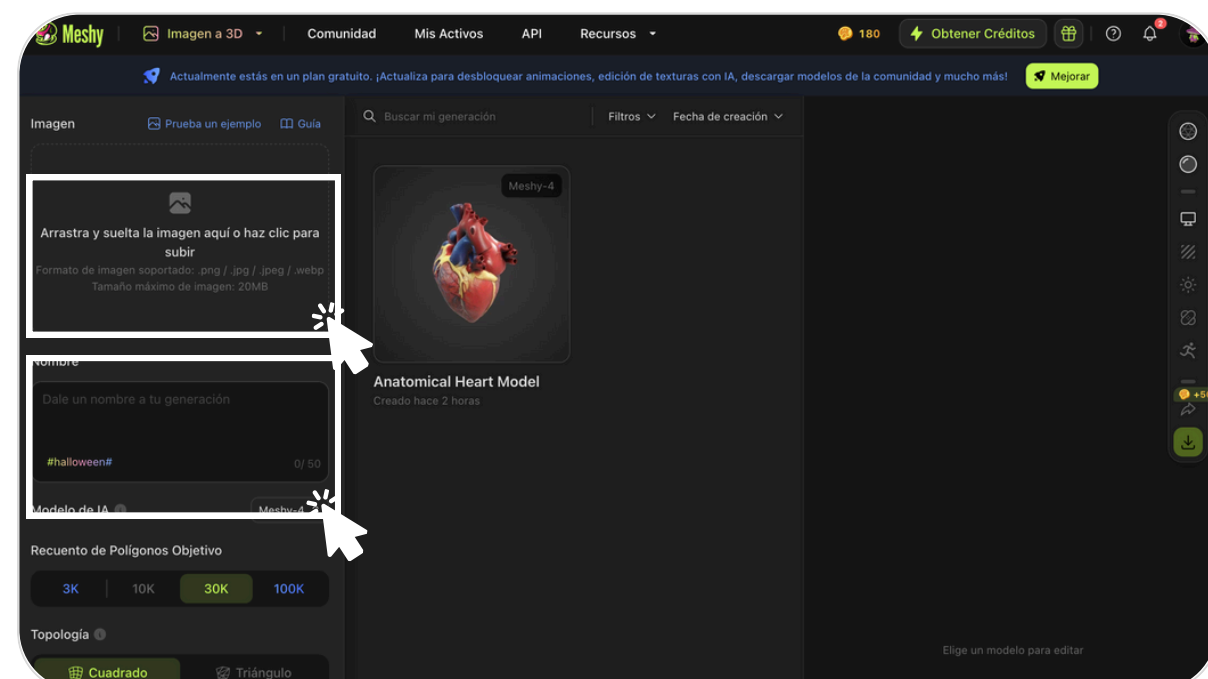 Meshy
Imagen a 3D
Comunidad
Mis Activos
API
Recursos
180
Obtener Créditos
2
Actualmente estás en un plan gratuito. ¡Actualiza para desbloquear animaciones, edición de texturas con IA, descargar modelos de la comunidad y mucho más!
Mejorar
Imagen
Prueba un ejemplo
Guía
Buscar mi generación
Filtros
Fecha de creación
Arrastra y suelta la imagen aquí o haz clic para
subir
Formato de imagen soportado: .png / .jpg / .jpeg / .webp
Tamaño máximo de imagen: 20MB
Meshy-4
Anatomical Heart Model
Creado hace 2 horas
Nombre
Dale un nombre a tu generación
#halloween#
0/ 50
Modelo de IA
Meshy-4
Recuento de Polígonos Objetivo
3K
10K
30K
100K
Topología
Cuadrado
Triángulo
Elige un modelo para editar